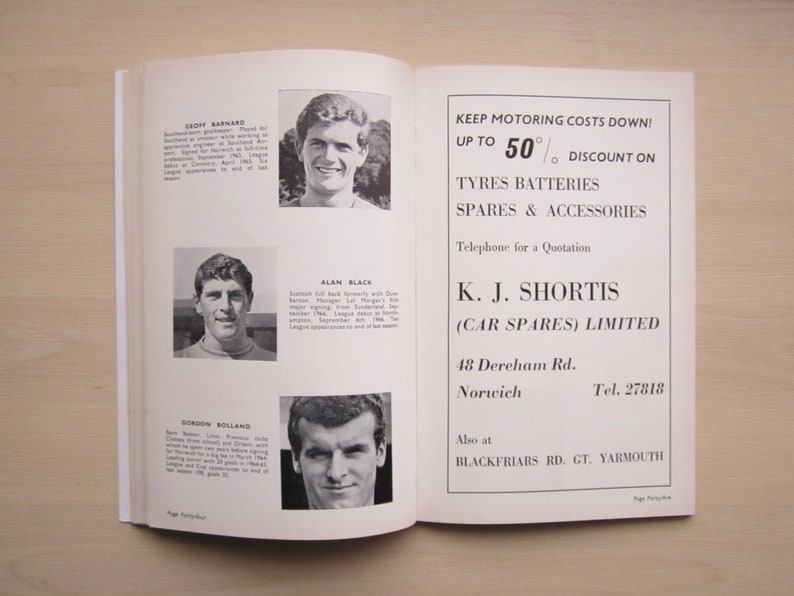 GEOFF BARNARD
Southend-born goalkeeper. Played for
Southend as amateur while working as
apprentice engineer at Southend Air-
port. Signed for Norwich as full-time
professional, September 1963. League
debut at Coventry, April 1965. Six
League appearances to end of last
season.
ALAN BLACK
Scottish full back formerly with Dum-
barton. Manager Lol Morgan's first
major signing, from Sunderland, Sep-
tember 1966. League debut at North-
ampton, September 6th. 1966. Ten
League appearances to end of last season.
GORDON BOLLAND
Born Boston, Lincs. Previous clubs
Chelsea (from school) and Orient, with
whom he spent two years before signing
for Norwich for a big fee in March 1964.
Leading scorer with 20 goals in 1964-65.
League and Cup appearances to end of
last season 108, goals 35.
Page Forty-four
KEEP MOTORING COSTS DOWN!
UP TO 50% DISCOUNT ON
TYRES BATTERIES
SPARES & ACCESSORIES
Telephone for a Quotation
K. J. SHORTIS
(CAR SPARES) LIMITED
48 Dereham Rd.
Norwich Tel. 27818
Also at
BLACKFRIARS RD. GT. YARMOUTH
Page Forty-five